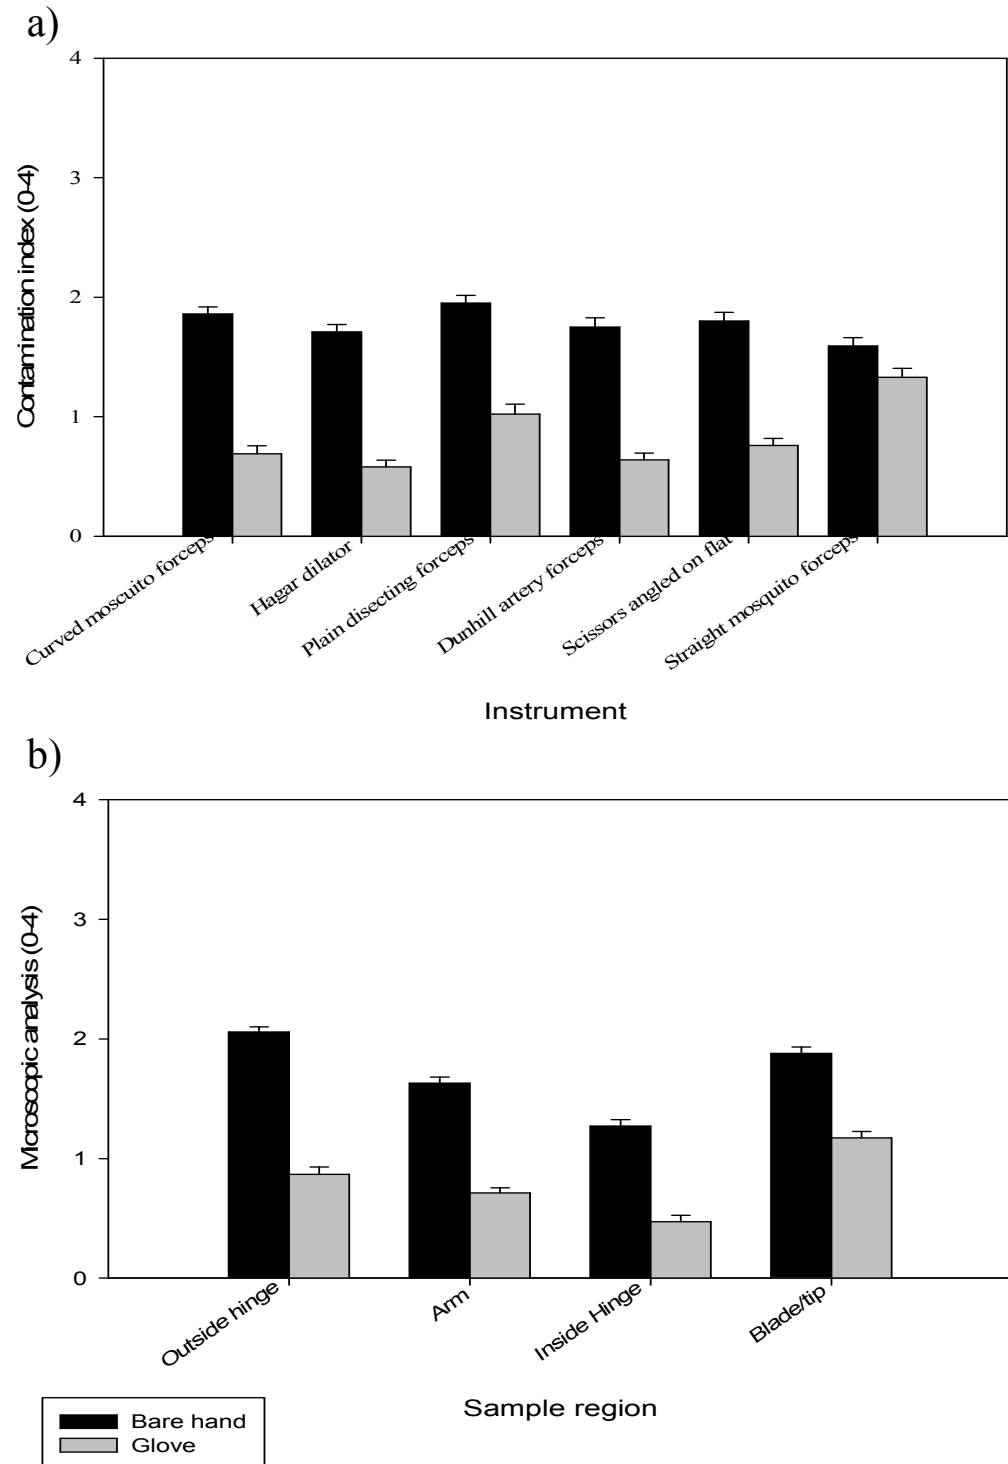 a)
4
3
2
1
0
Contamination index (0-4)
Curved moscuito forceps
Hagar dilator
Plain disecting forceps
Dunhill artery forceps
Scissors angled on flat
Straight mosquito forceps
Instrument
b)
4
3
2
1
0
Microscopic analysis (0-4)
Outside hinge
Arm
Inside Hinge
Blade/tip
Sample region
Bare hand
Glove